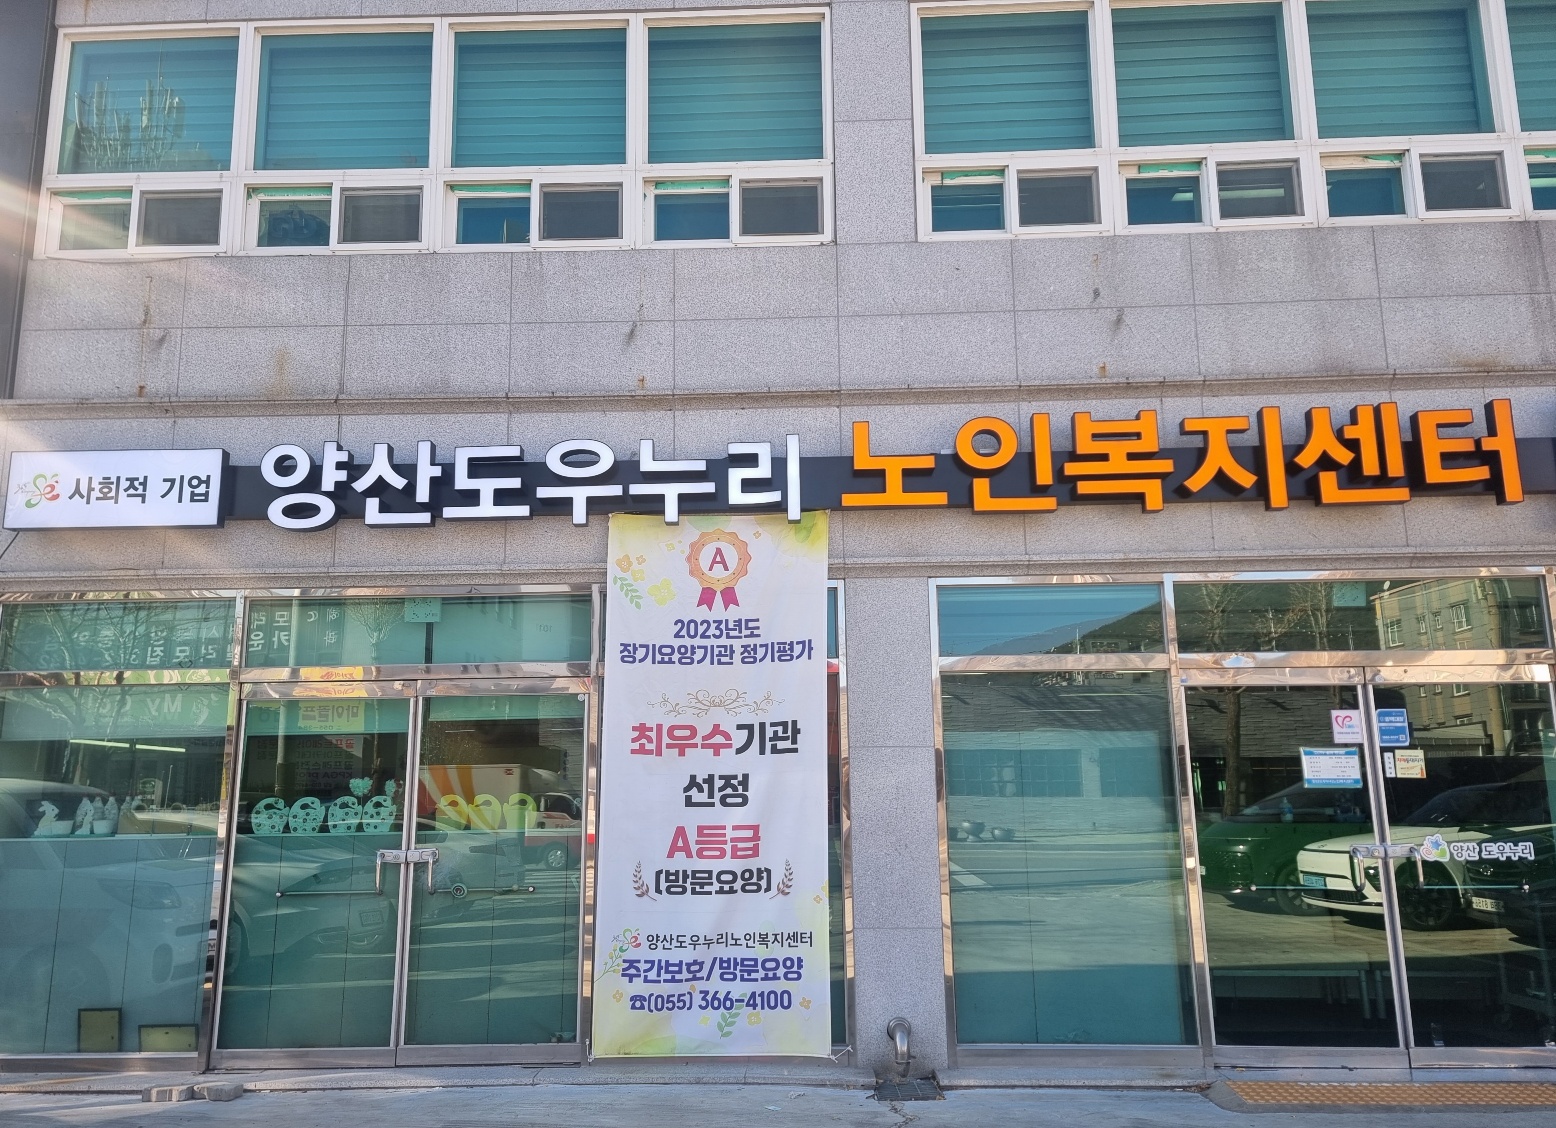 사회적 기업
양산도우누리 노인복지센터
A
2023년도
장기요양기관 정기평가
최우수기관
선정
A등급
(방문요양)
양산도우누리노인복지센터
주간보호/방문요양
☎(055) 366-4100
양산 도우누리